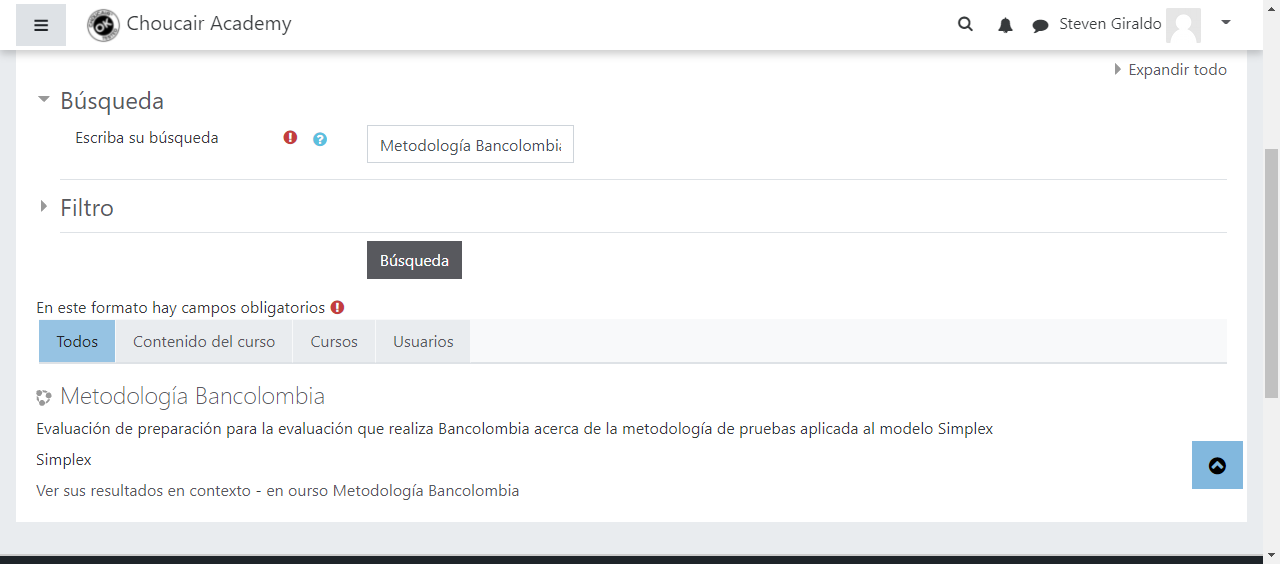 Choucair Academy
Steven Giraldo
Expandir todo
Búsqueda
Escriba su búsqueda
Metodología Bancolombia
Filtro
Búsqueda
En este formato hay campos obligatorios
Todos
Contenido del curso
Cursos
Usuarios
Metodología Bancolombia
Evaluación de preparación para la evaluación que realiza Bancolombia acerca de la metodología de pruebas aplicada al modelo Simplex
Simplex
Ver sus resultados en contexto - en ourso Metodología Bancolombia